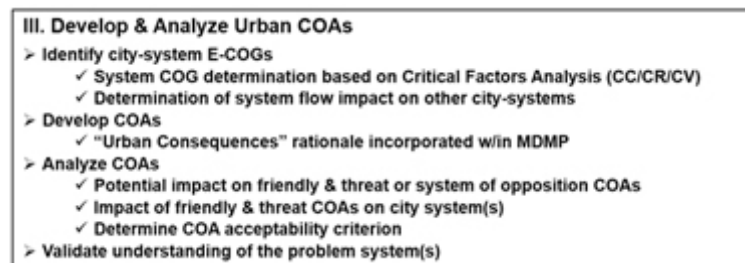 III. Develop & Analyze Urban COAs
➢ Identify city-system E-COGs
✓ System COG determination based on Critical Factors Analysis (CC/CR/CV)
✓ Determination of system flow impact on other city-systems
➢ Develop COAs
✓ “Urban Consequences” rationale incorporated w/in MDMP
➢ Analyze COAs
✓ Potential impact on friendly & threat or system of opposition COAs
✓ Impact of friendly & threat COAs on city system(s)
✓ Determine COA acceptability criterion
➢ Validate understanding of the problem system(s)